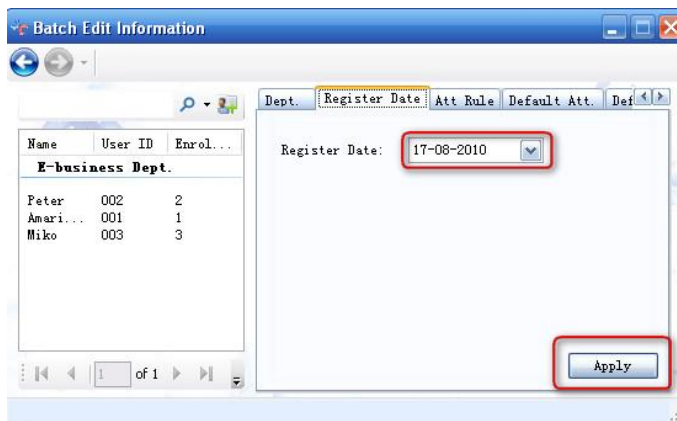 Batch Edit Information
Dept. Register Date Att Rule Default Att. Def
Name User ID Enrol...
E-business Dept.
Peter 002 2
Amari... 001 1
Miko 003 3
Register Date: 17-08-2010
1 of 1
Apply